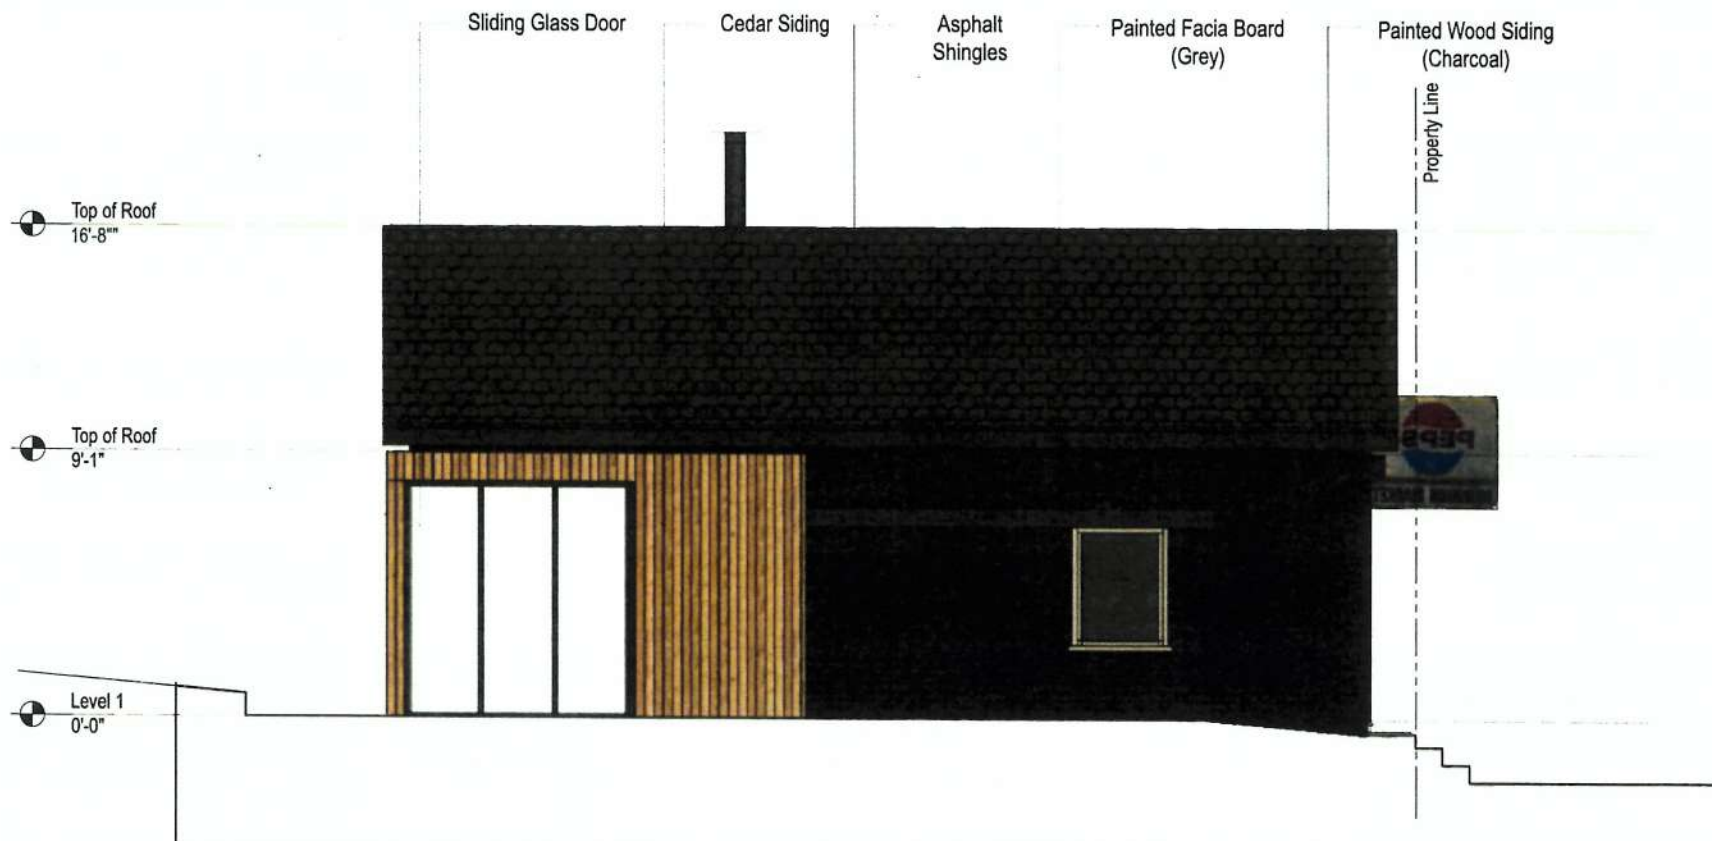 Sliding Glass Door
Cedar Siding
Asphalt
Shingles
Painted Facia Board
(Grey)
Painted Wood Siding
(Charcoal)
Property Line
Top of Roof
16'-8""
Top of Roof
9'-1"
PEPS
Level 1
0'-0"